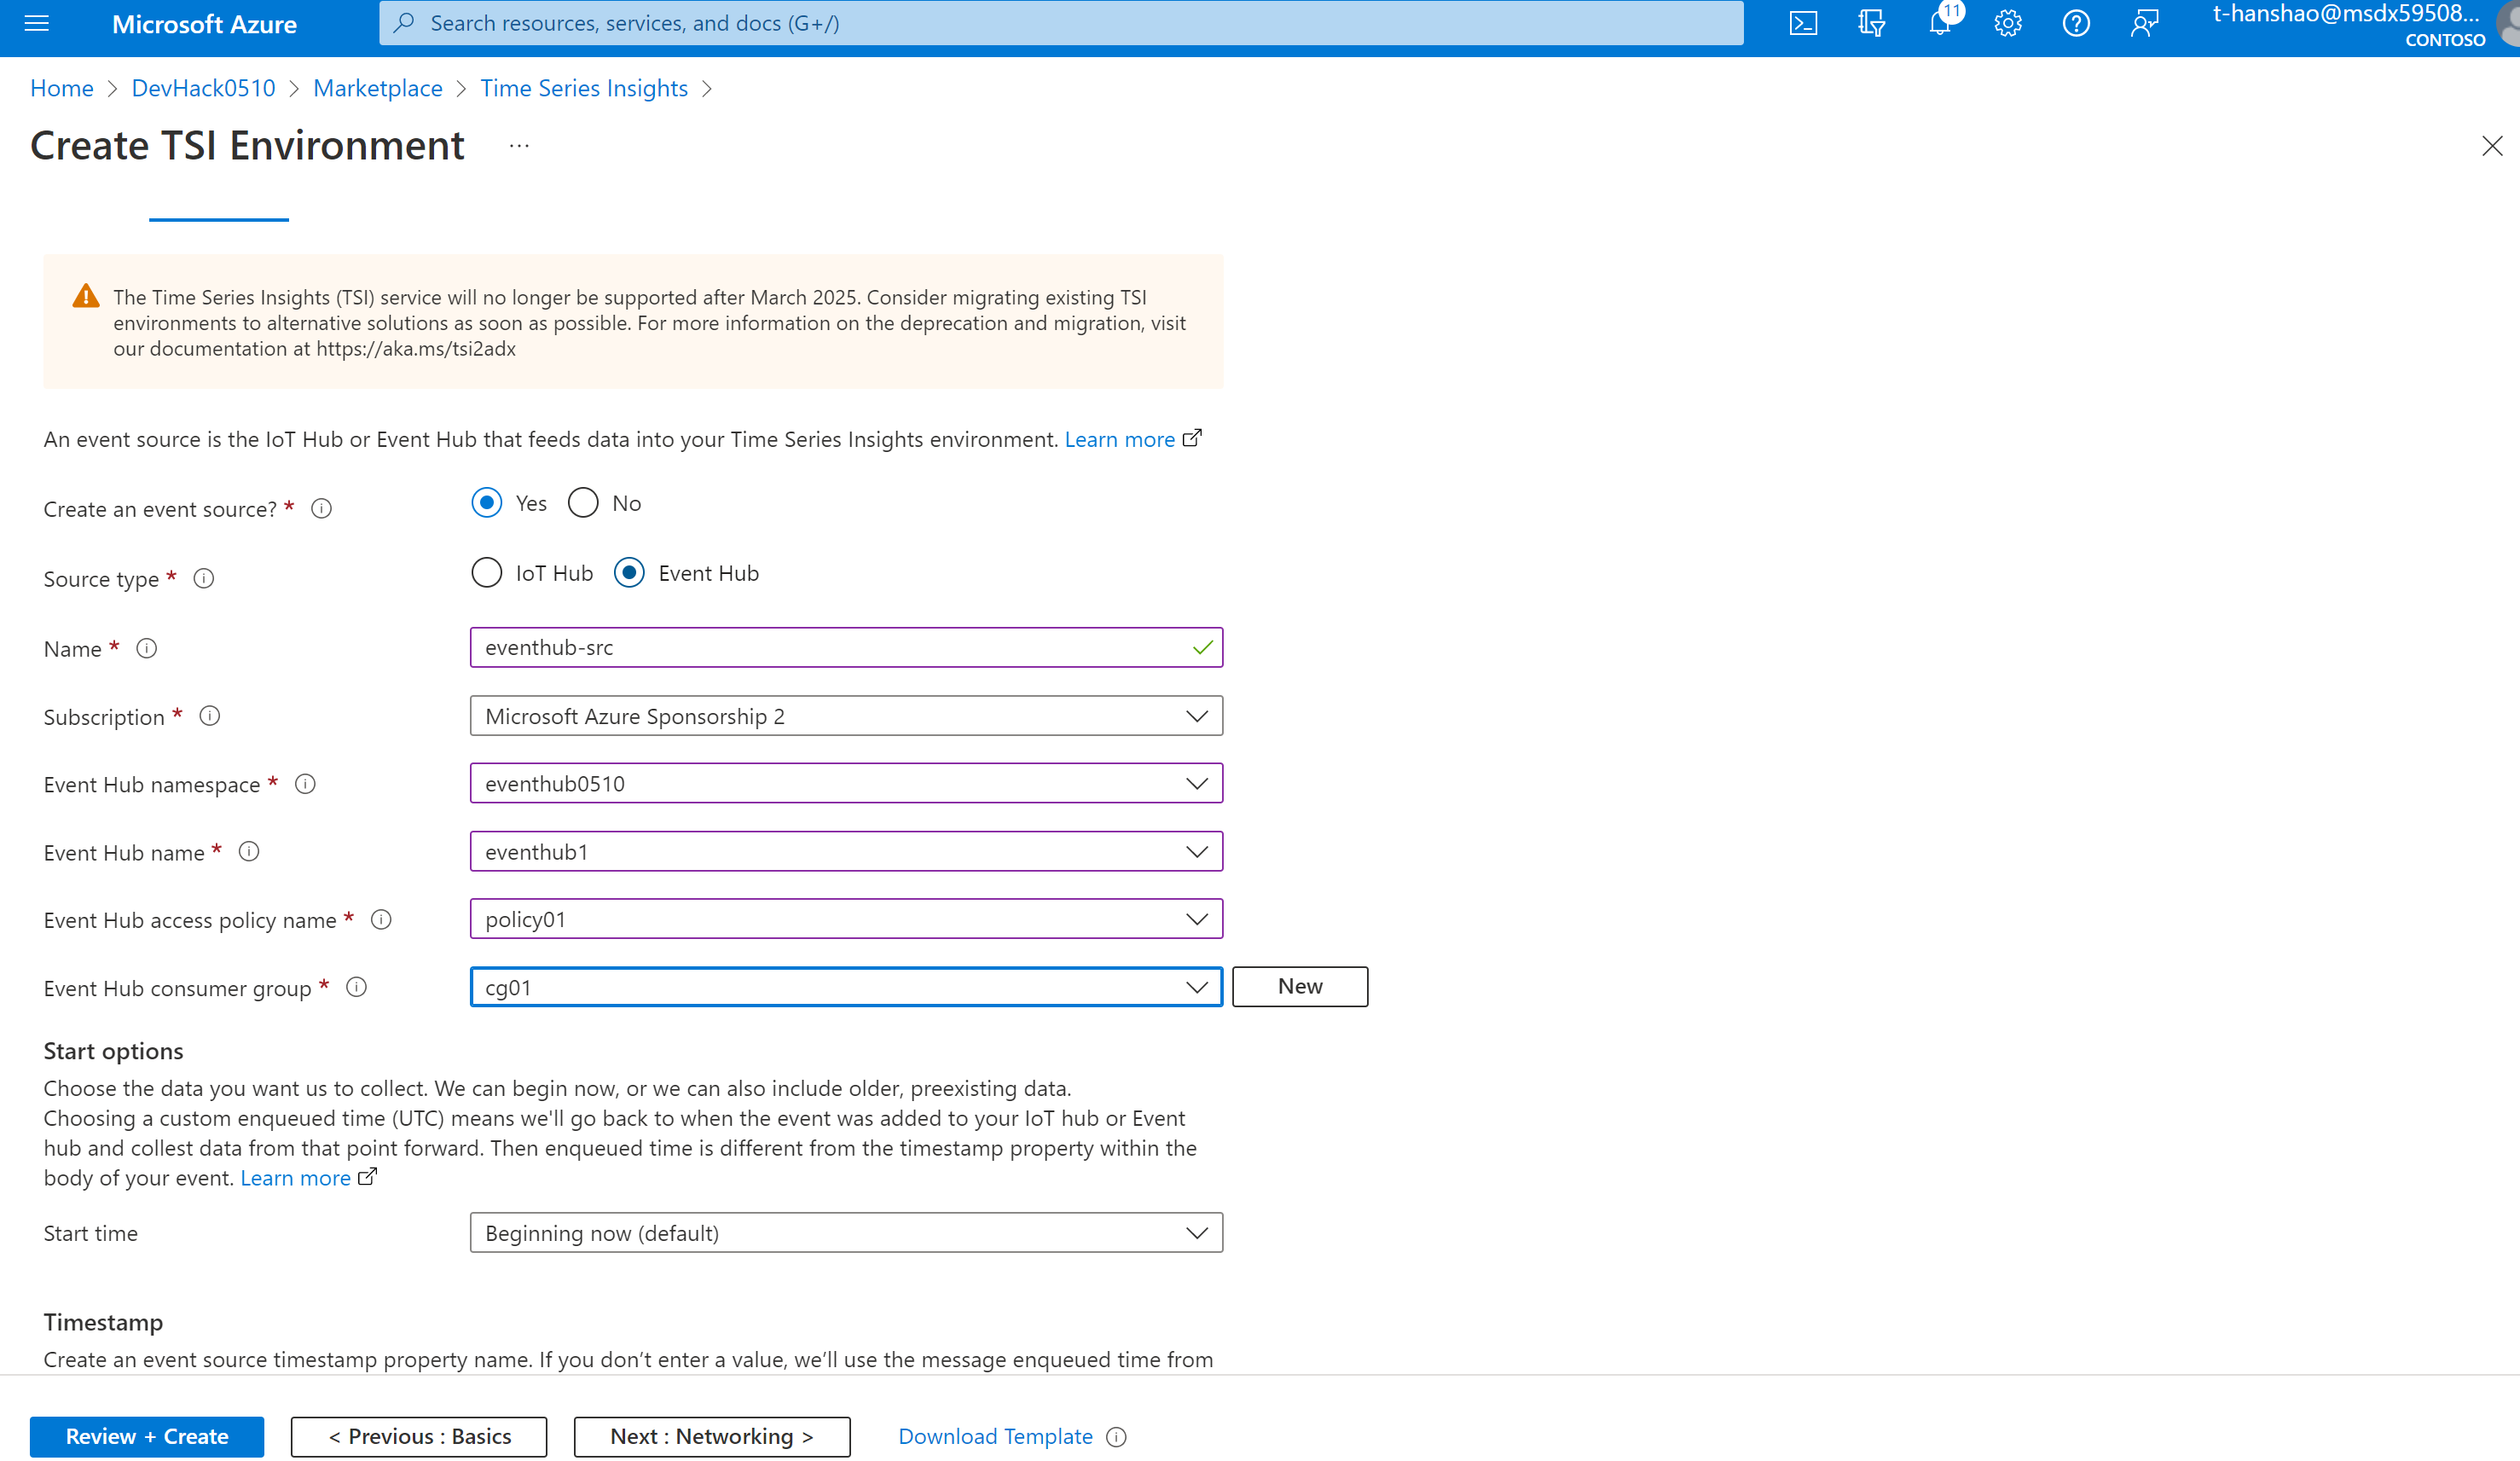 Microsoft Azure
Search resources, services, and docs (G+/)
11
t-hanshao@msdx59508...
CONTOSO
Home > DevHack0510 > Marketplace > Time Series Insights >
Create TSI Environment ...
The Time Series Insights (TSI) service will no longer be supported after March 2025. Consider migrating existing TSI
environments to alternative solutions as soon as possible. For more information on the deprecation and migration, visit
our documentation at https://aka.ms/tsi2adx
An event source is the IoT Hub or Event Hub that feeds data into your Time Series Insights environment. Learn more
Create an event source? * Yes No
Source type * IoT Hub Event Hub
Name * eventhub-src
Subscription * Microsoft Azure Sponsorship 2
Event Hub namespace * eventhub0510
Event Hub name * eventhub1
Event Hub access policy name * policy01
Event Hub consumer group * cg01 New
Start options
Choose the data you want us to collect. We can begin now, or we can also include older, preexisting data.
Choosing a custom enqueued time (UTC) means we'll go back to when the event was added to your IoT hub or Event
hub and collest data from that point forward. Then enqueued time is different from the timestamp property within the
body of your event. Learn more
Start time Beginning now (default)
Timestamp
Create an event source timestamp property name. If you don’t enter a value, we’ll use the message enqueued time from
Review + Create < Previous : Basics Next : Networking > Download Template